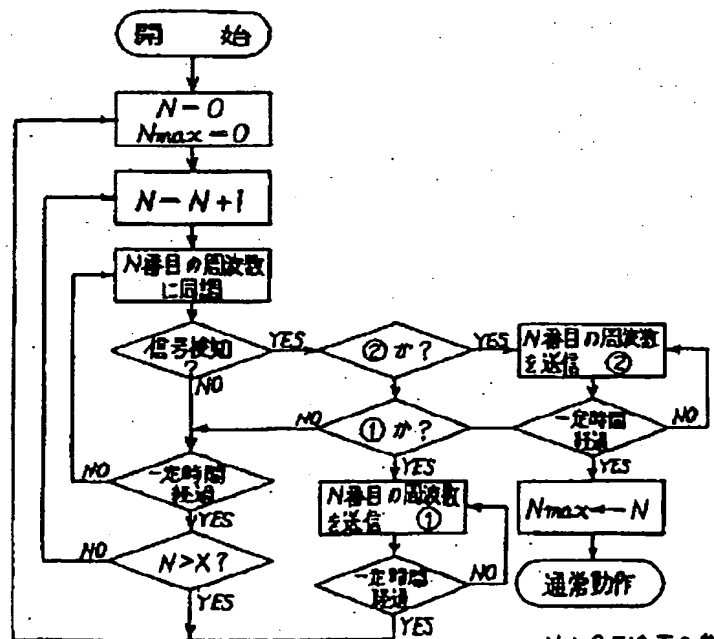 開 始
N－0
Nmax－0
N－N+1
N番目の周波数
に同調
信号検知
?
YES
NO
②か?
YES
N番目の周波数
を送信 ②
NO
①か?
YES
一定時間
経過
NO
YES
NO
一定時間
経過
YES
N番目の周波数
を送信 ①
Nmax←N
NO
N>X?
YES
一定時間
経過
NO
YES
通常動作